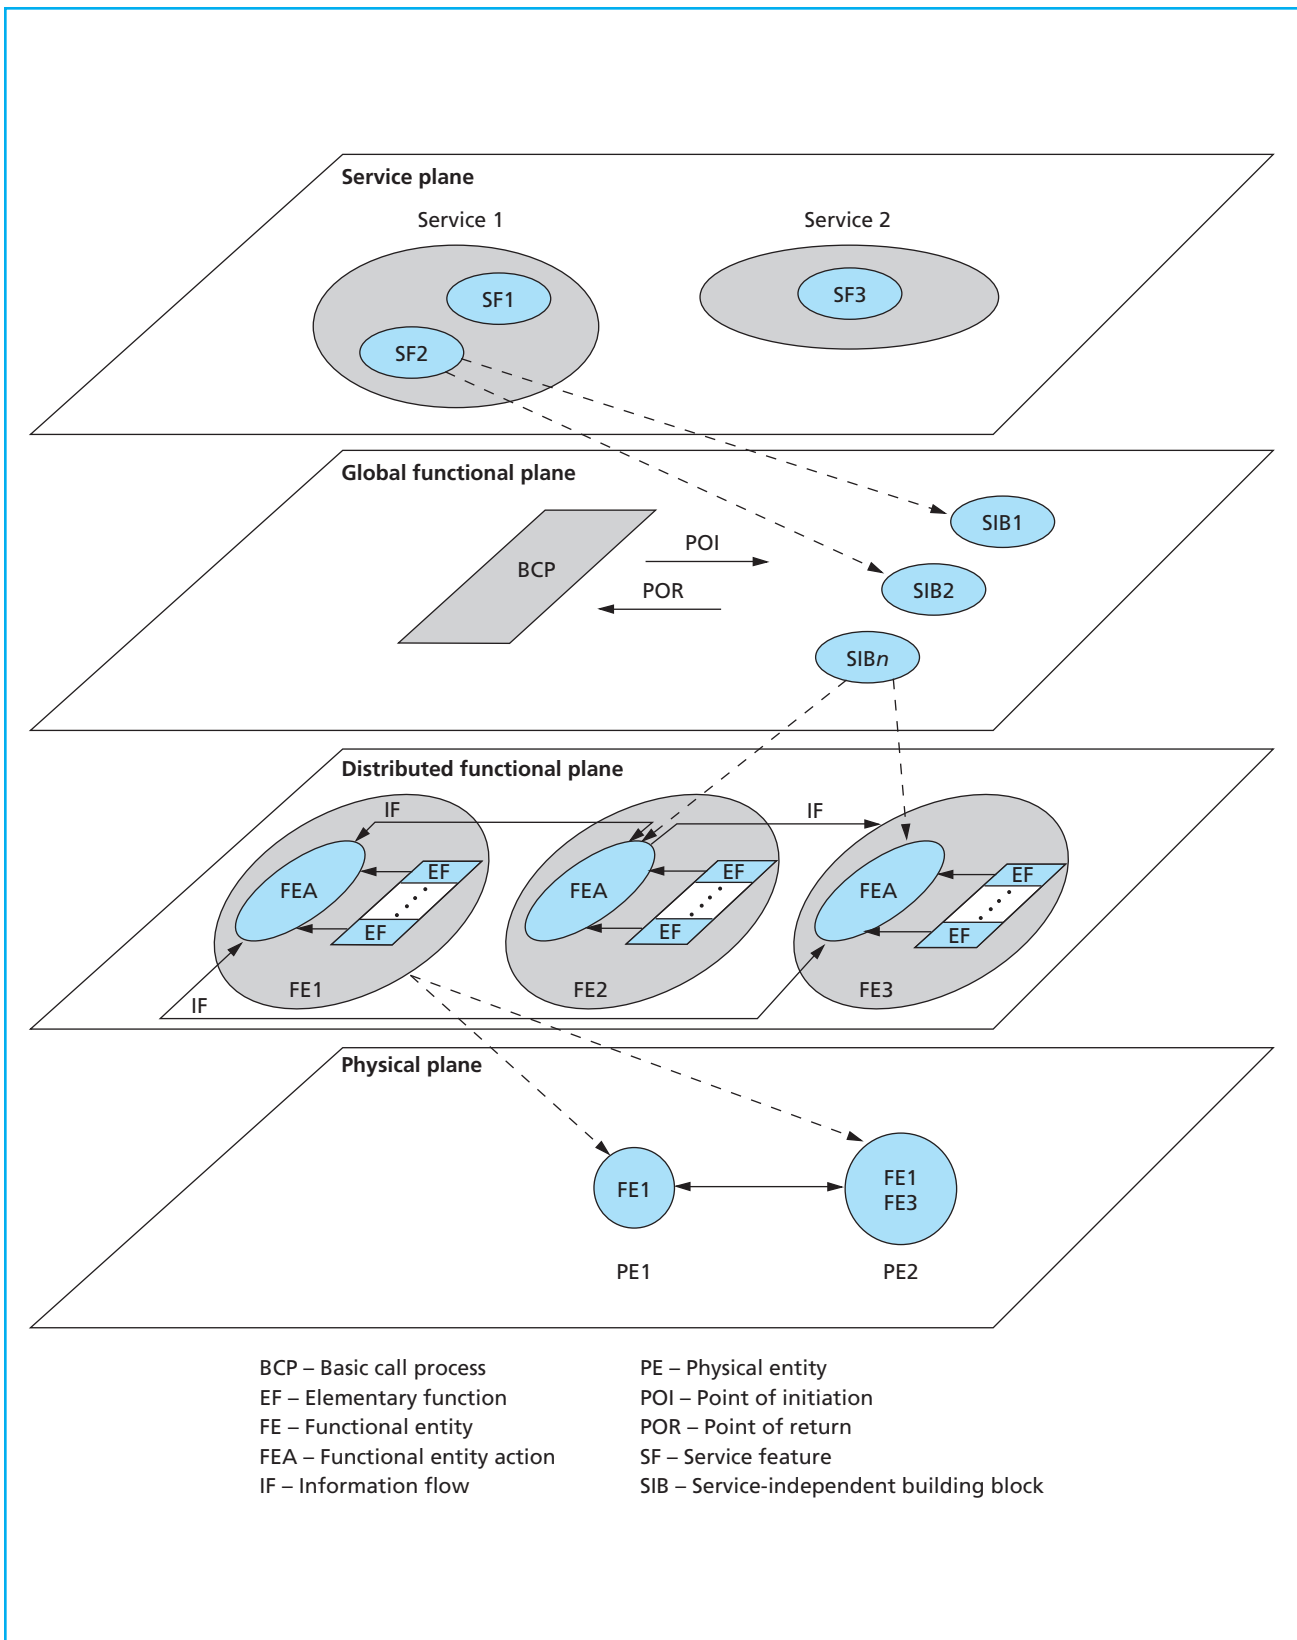 Service plane
Service 1
Service 2
SF1
SF3
SF2
Global functional plane
SIB1
POI
BCP
SIB2
POR
SIBn
Distributed functional plane
IF
IF
EF
EF
EF
FEA
FEA
FEA
EF
EF
EF
FE1
FE2
FE3
IF
Physical plane
FE1
FE1
FE3
PE1
PE2
BCP – Basic call process
EF – Elementary function
FE – Functional entity
FEA – Functional entity action
IF – Information flow
PE – Physical entity
POI – Point of initiation
POR – Point of return
SF – Service feature
SIB – Service-independent building block